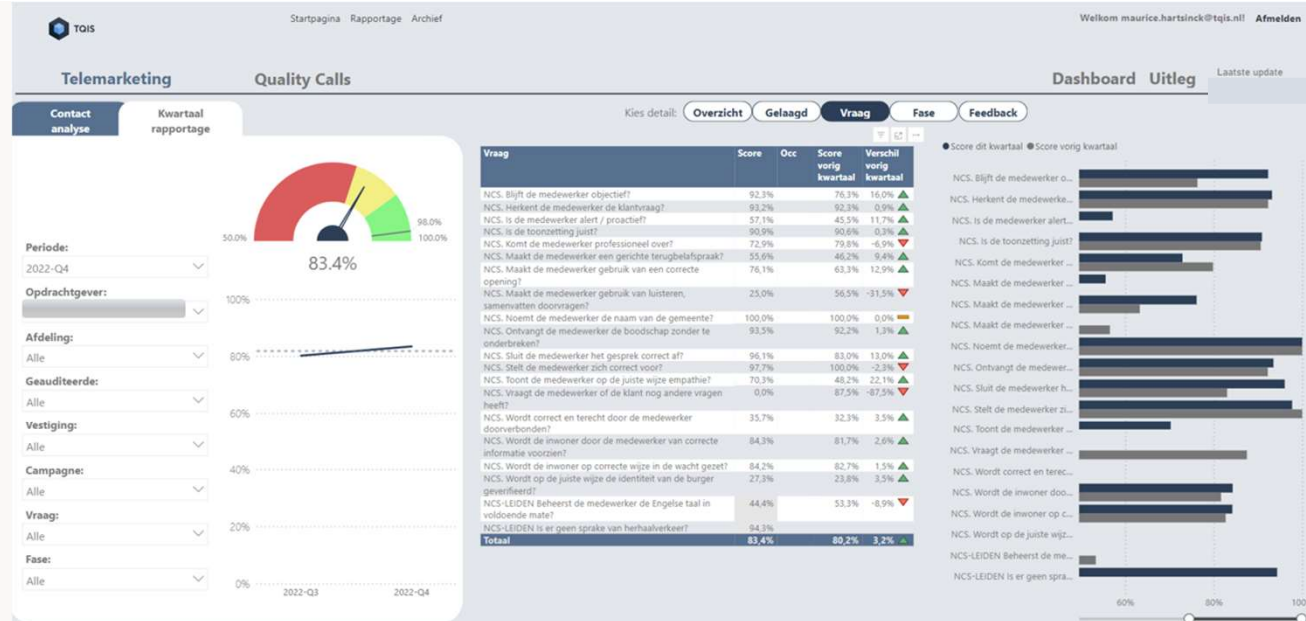 TQIS
Startpagina Rapportage Archief
Welkom maurice.hartsinck@tqis.nl! Afmelden
Telemarketing Quality Calls
Dashboard Uitleg Laatste update
Contact analyse
Kwartaal rapportage
Kies detail: Overzicht Gelaagd Vraag Fase Feedback
50.0%
98.0%
100.0%
83.4%
Periode:
2022-Q4
Opdrachtgever:
Afdeling:
Alle
Geauditeerde:
Alle
Vestiging:
Alle
Campagne:
Alle
Vraag:
Alle
Fase:
Alle
100%
80%
60%
40%
20%
0%
2022-Q3 2022-Q4
Vraag Score Occ Score vorig kwartaal Verschil vorig kwartaal
NCS. Blijft de medewerker objectief? 92,3% 76,3% 16,0%
NCS. Herkent de medewerker de klantvraag? 93,2% 92,3% 0,9%
NCS. Is de medewerker alert / proactief? 57,1% 45,5% 11,7%
NCS. Is de toonzetting juist? 90,9% 90,6% 0,3%
NCS. Komt de medewerker professioneel over? 72,9% 79,8% -6,9%
NCS. Maakt de medewerker een gerichte terugbelafspraak? 55,6% 46,2% 9,4%
NCS. Maakt de medewerker gebruik van een correcte 76,1% 63,3% 12,9%
opening?
NCS. Maakt de medewerker gebruik van luisteren, 25,0% 56,5% -31,5%
samenvatten doorvragen?
NCS. Noemt de medewerker de naam van de gemeente? 100,0% 100,0% 0,0%
NCS. Ontvangt de medewerker de boodschap zonder te 93,5% 92,2% 1,3%
onderbreken?
NCS. Sluit de medewerker het gesprek correct af? 96,1% 83,0% 13,0%
NCS. Stelt de medewerker zich correct voor? 97,7% 100,0% -2,3%
NCS. Toont de medewerker op de juiste wijze empathie? 70,3% 48,2% 22,1%
NCS. Vraagt de medewerker of de klant nog andere vragen 0,0% 87,5% -87,5%
heeft?
NCS. Wordt correct en terecht door de medewerker 35,7% 32,3% 3,5%
doorverbonden?
NCS. Wordt de inwoner door de medewerker van correcte 84,3% 81,7% 2,6%
informatie voorzien?
NCS. Wordt de inwoner op correcte wijze in de wacht gezet? 84,2% 82,7% 1,5%
NCS. Wordt op de juiste wijze de identiteit van de burger 27,3% 23,8% 3,5%
geverifieerd?
NCS-LEIDEN Beheerst de medewerker de Engelse taal in 44,4% 53,3% -8,9%
voldoende mate?
NCS-LEIDEN Is er geen sprake van herhaalverkeer? 94,3%
Totaal 83,4% 80,2% 3,2%
Score dit kwartaal Score vorig kwartaal
NCS. Blijft de medewerker o...
NCS. Herkent de medewerke...
NCS. Is de medewerker alert...
NCS. Is de toonzetting juist?
NCS. Komt de medewerker ...
NCS. Maakt de medewerker ...
NCS. Maakt de medewerker ...
NCS. Maakt de medewerker ...
NCS. Noemt de medewerker...
NCS. Ontvangt de medewer...
NCS. Sluit de medewerker h...
NCS. Stelt de medewerker zi...
NCS. Toont de medewerker ...
NCS. Vraagt de medewerker ...
NCS. Wordt correct en terec...
NCS. Wordt de inwoner doo...
NCS. Wordt de inwoner op c...
NCS. Wordt op de juiste wijz...
NCS-LEIDEN Beheerst de me...
NCS-LEIDEN Is er geen spra...
60% 80% 100